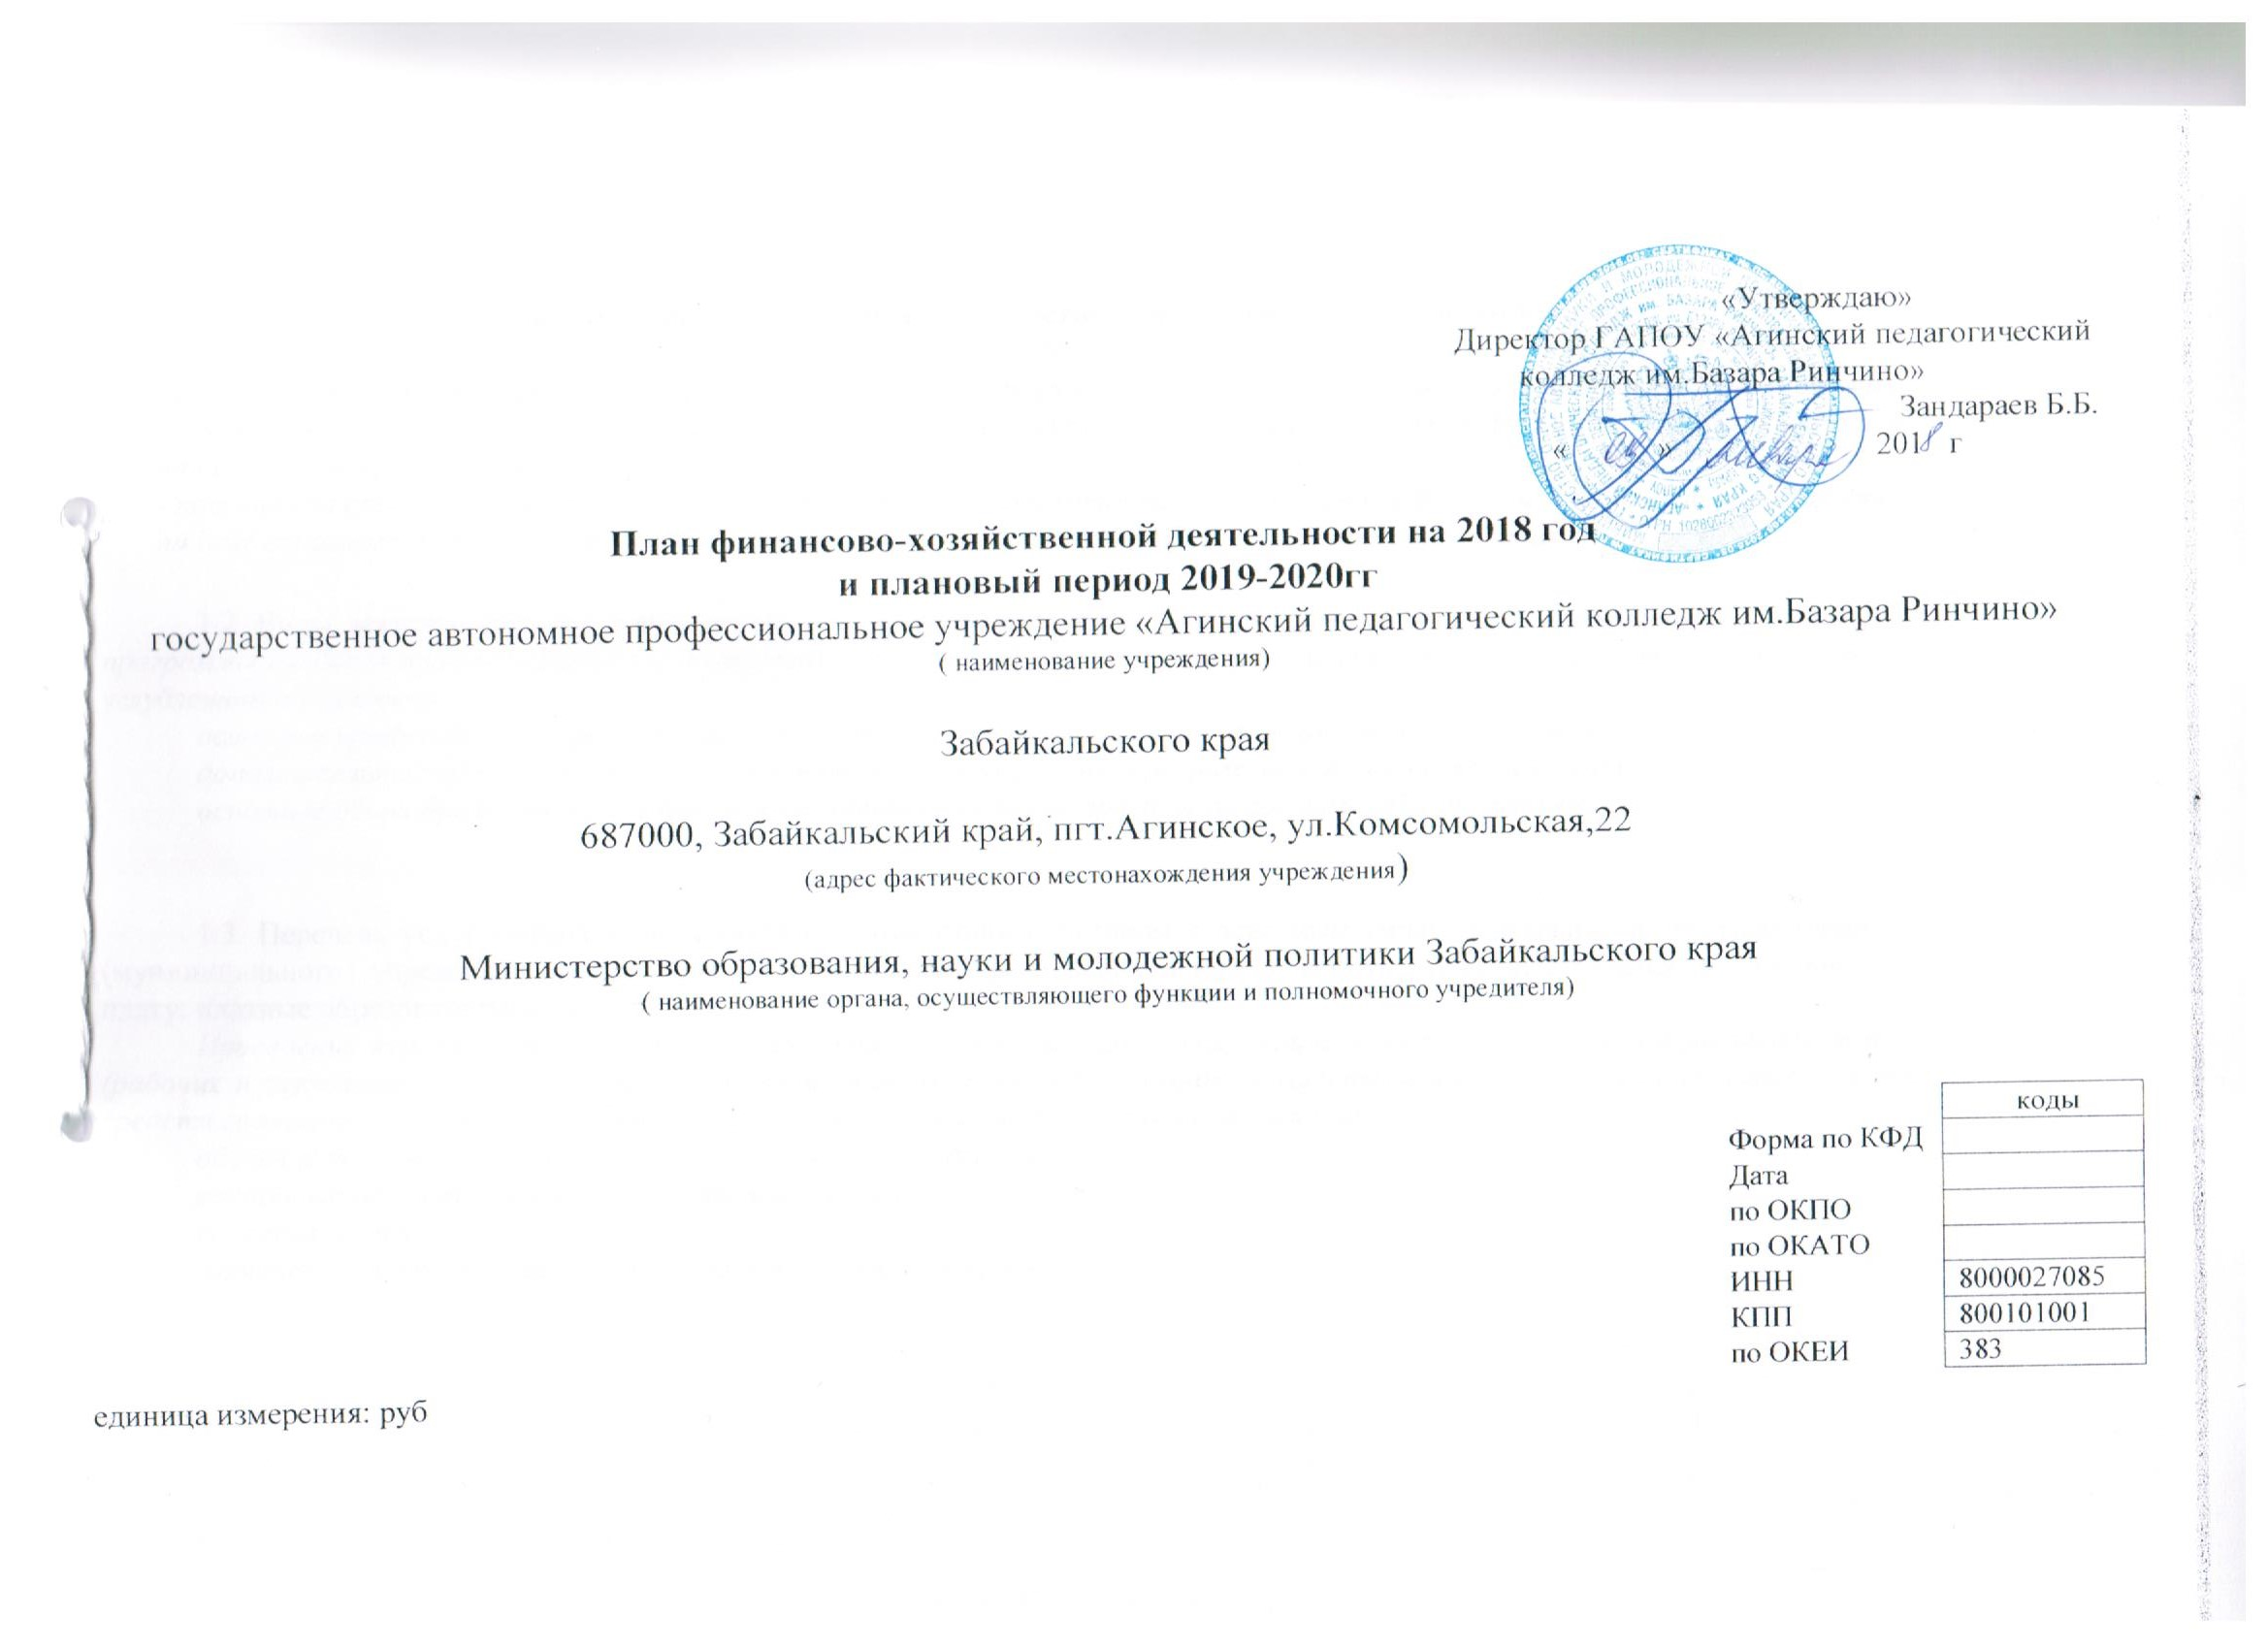 «Утверждаю»
Директор ГАПОУ «Агинский педагогический
колледж им.Базара Ринчино»
Зандараев Б.Б.
« 09 » января 2018 г
План финансово-хозяйственной деятельности на 2018 год
и плановый период 2019-2020гг
государственное автономное профессиональное учреждение «Агинский педагогический колледж им.Базара Ринчино»
( наименование учреждения)
Забайкальского края
687000, Забайкальский край, пгт.Агинское, ул.Комсомольская,22
(адрес фактического местонахождения учреждения)
Министерство образования, науки и молодежной политики Забайкальского края
( наименование органа, осуществляющего функции и полномочного учредителя)
коды
Форма по КФД
Дата
по ОКПО
по ОКАТО
ИНН 8000027085
КПП 800101001
по ОКЕИ 383
единица измерения: руб